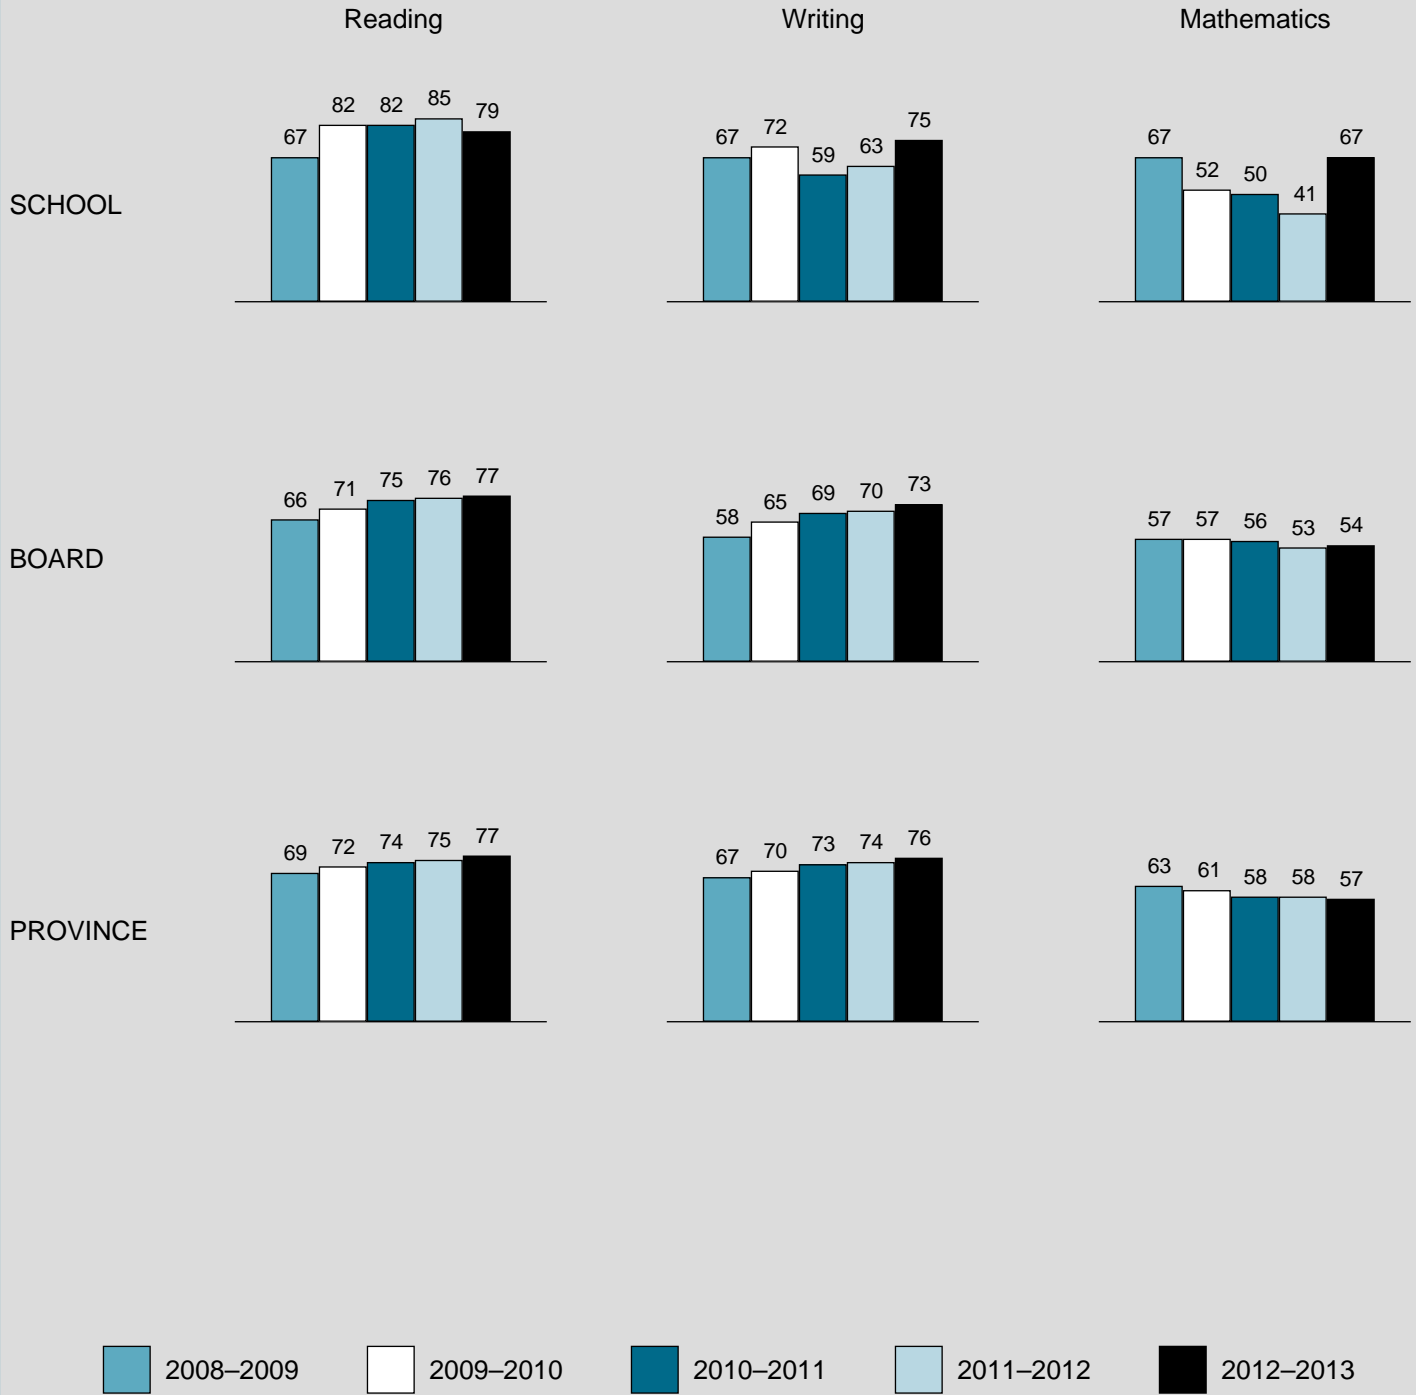 Reading Writing Mathematics
SCHOOL
67 82 82 85 79
67 72 59 63 75
67 52 50 41 67
BOARD
66 71 75 76 77
58 65 69 70 73
57 57 56 53 54
PROVINCE
69 72 74 75 77
67 70 73 74 76
63 61 58 58 57
2008–2009 2009–2010 2010–2011 2011–2012 2012–2013